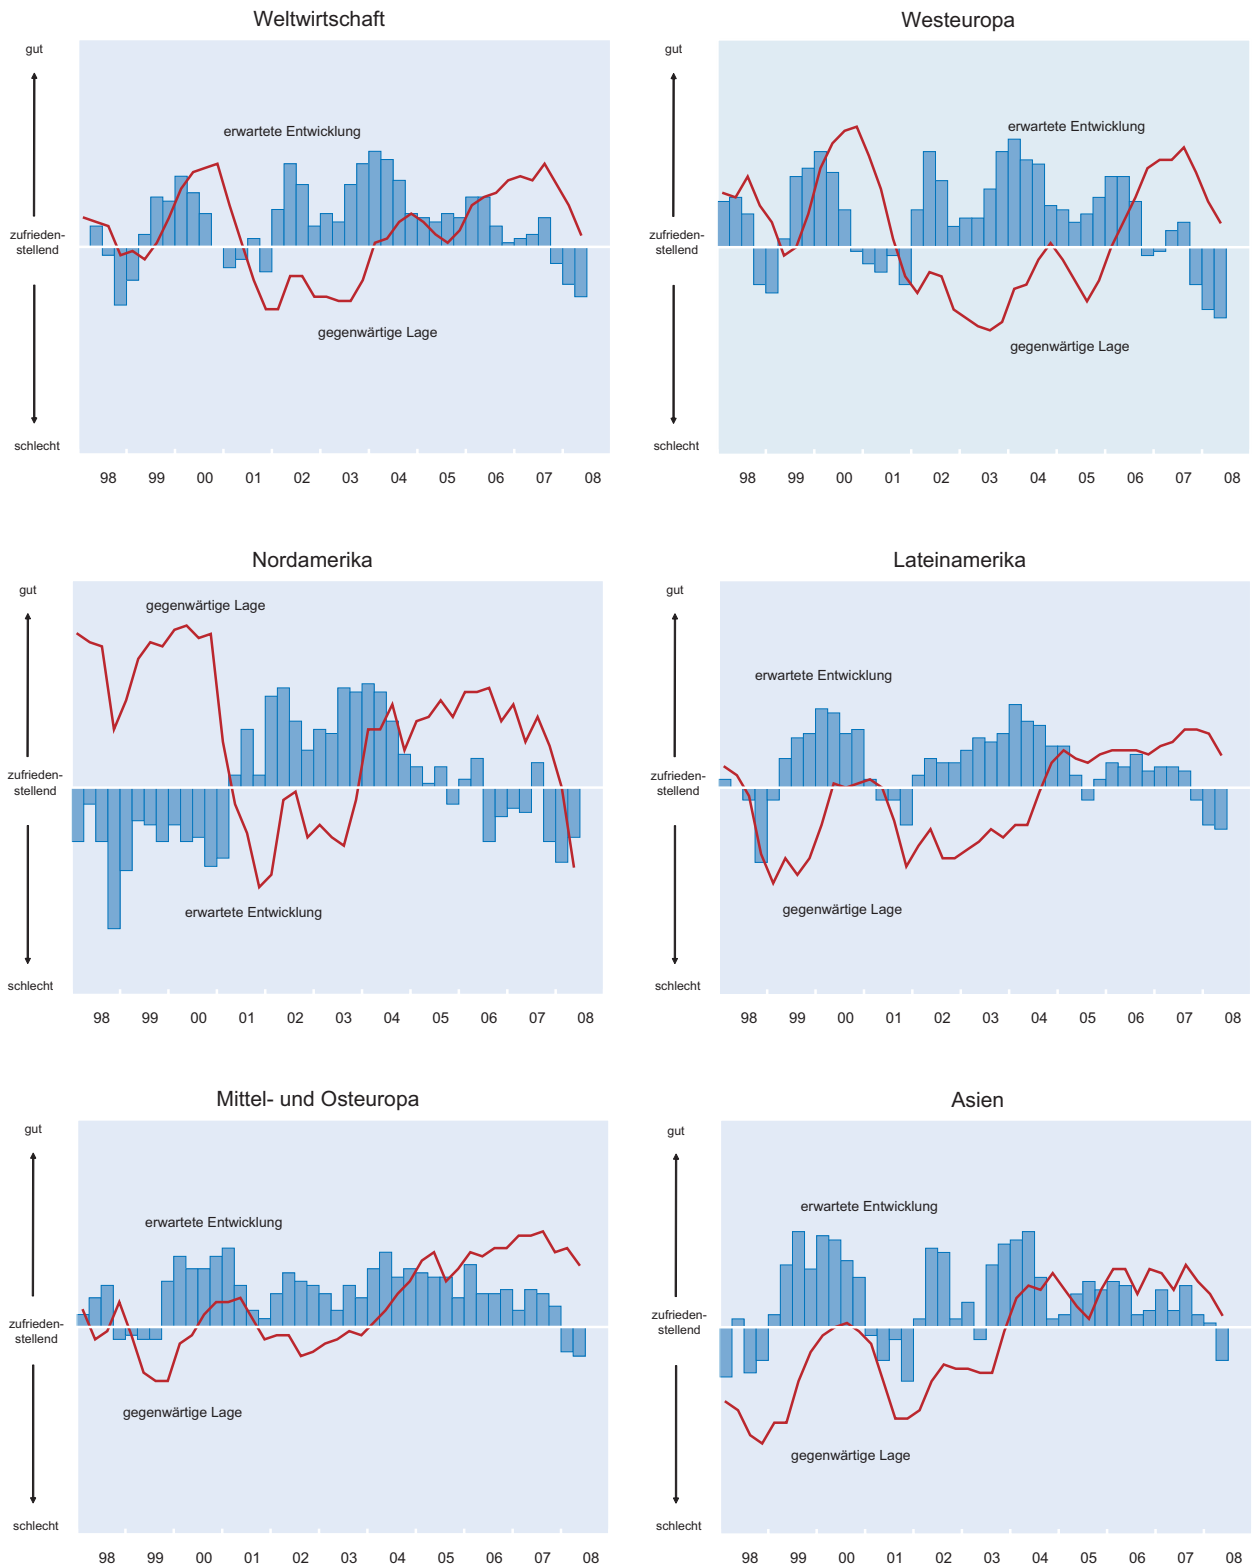 Weltwirtschaft
gut
erwartete Entwicklung
zufrieden-
stellend
gegenwärtige Lage
schlecht
98 99 00 01 02 03 04 05 06 07 08
Westeuropa
gut
erwartete Entwicklung
zufrieden-
stellend
gegenwärtige Lage
schlecht
98 99 00 01 02 03 04 05 06 07 08
Nordamerika
gut
gegenwärtige Lage
zufrieden-
stellend
erwartete Entwicklung
schlecht
98 99 00 01 02 03 04 05 06 07 08
Lateinamerika
gut
erwartete Entwicklung
zufrieden-
stellend
gegenwärtige Lage
schlecht
98 99 00 01 02 03 04 05 06 07 08
Mittel- und Osteuropa
gut
erwartete Entwicklung
zufrieden-
stellend
gegenwärtige Lage
schlecht
98 99 00 01 02 03 04 05 06 07 08
Asien
gut
erwartete Entwicklung
zufrieden-
stellend
gegenwärtige Lage
schlecht
98 99 00 01 02 03 04 05 06 07 08